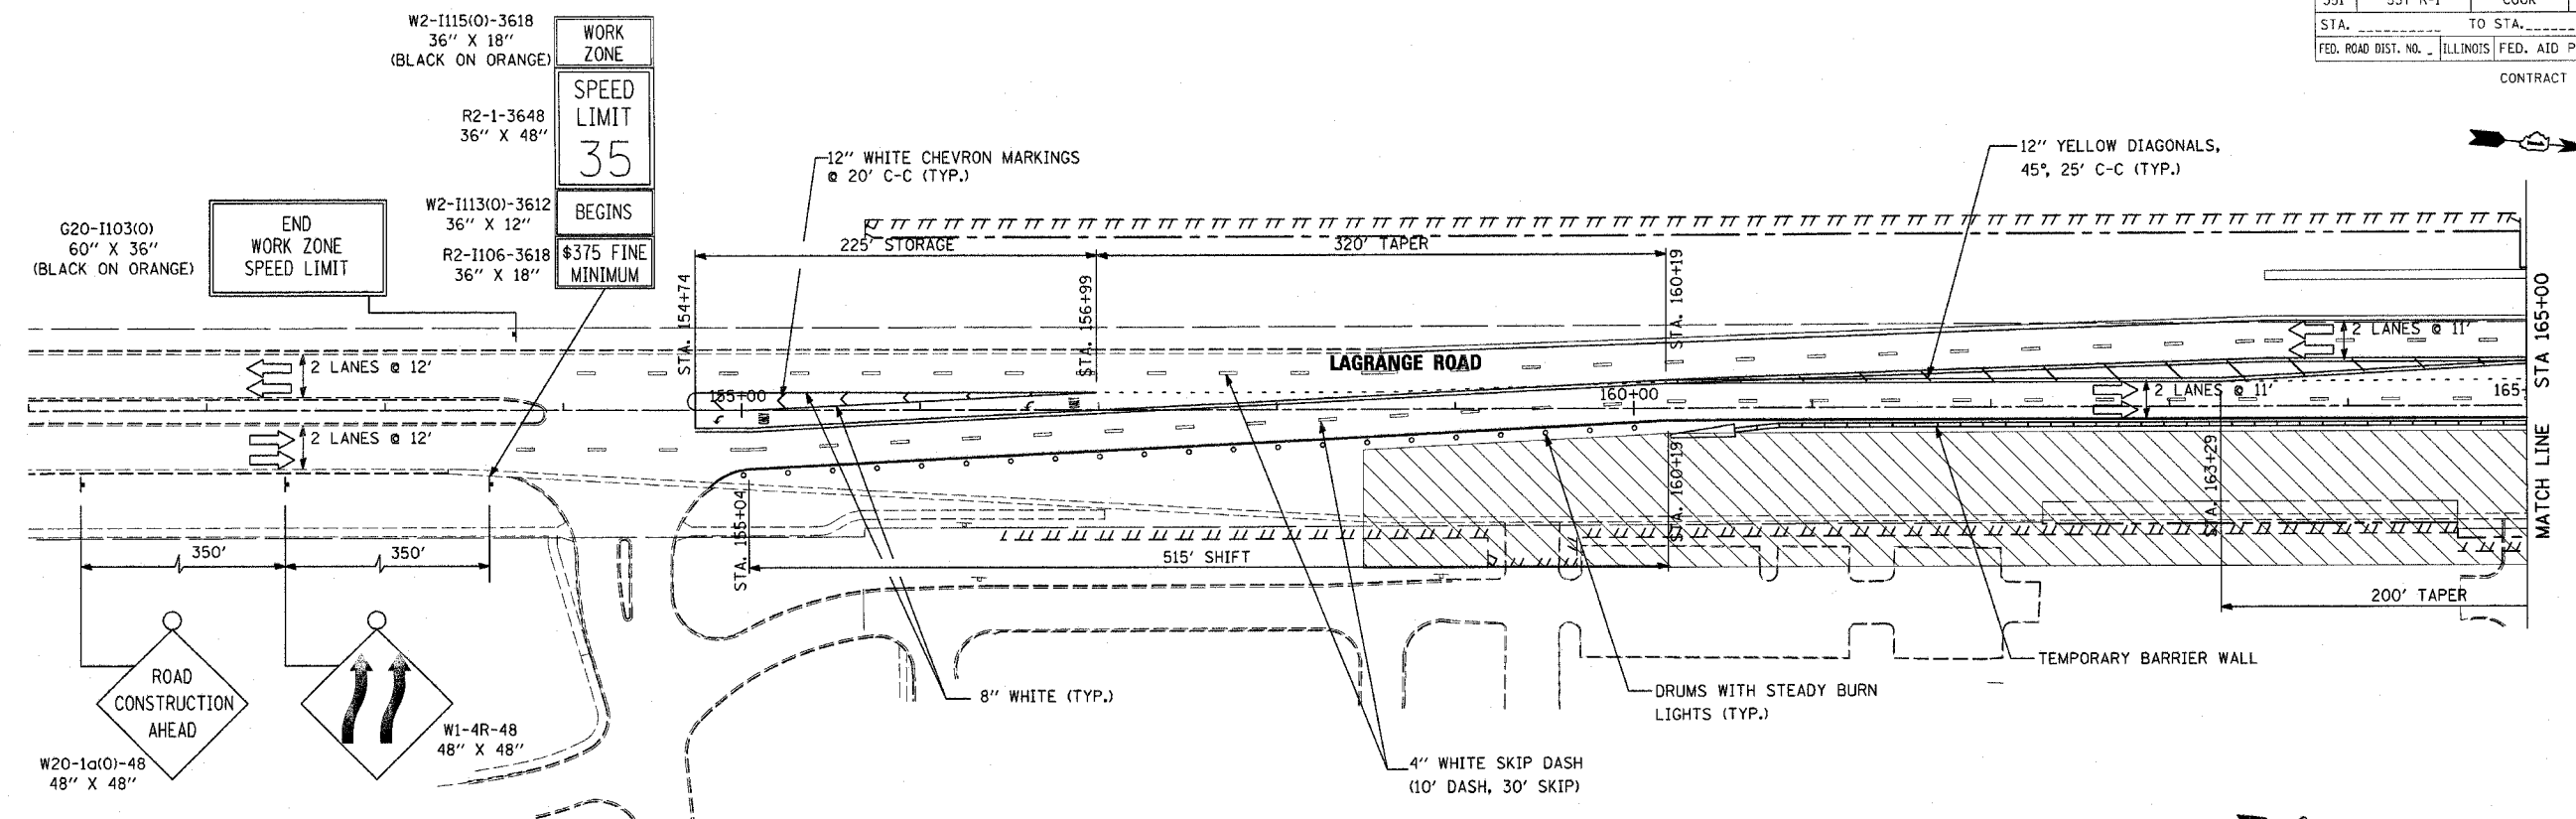 W2-I115(O)-3618
36" X 18"
(BLACK ON ORANGE)
WORK
ZONE
R2-1-3648
36" X 48"
SPEED
LIMIT
35
W2-I113(O)-3612
36" X 12"
BEGINS
R2-I106-3618
36" X 18"
$375 FINE
MINIMUM
G20-I103(O)
60" X 36"
(BLACK ON ORANGE)
END
WORK ZONE
SPEED LIMIT
551 COOK
STA. TO STA.
FED. ROAD DIST. NO. ILLINOIS FED. AID P
CONTRACT
12" WHITE CHEVRON MARKINGS
@ 20' C-C (TYP.)
12" YELLOW DIAGONALS,
45°, 25' C-C (TYP.)
225' STORAGE
320' TAPER
STA. 154+74
STA. 156+99
STA. 160+19
LAGRANGE ROAD
2 LANES @ 12'
2 LANES @ 12'
2 LANES @ 11'
2 LANES @ 11'
155+00
160+00
165+
MATCH LINE STA 165+00
STA. 155+04
STA. 160+19
STA. 163+29
350'
350'
515' SHIFT
200' TAPER
ROAD
CONSTRUCTION
AHEAD
W20-1a(O)-48
48" X 48"
W1-4R-48
48" X 48"
8" WHITE (TYP.)
4" WHITE SKIP DASH
(10' DASH, 30' SKIP)
DRUMS WITH STEADY BURN
LIGHTS (TYP.)
TEMPORARY BARRIER WALL